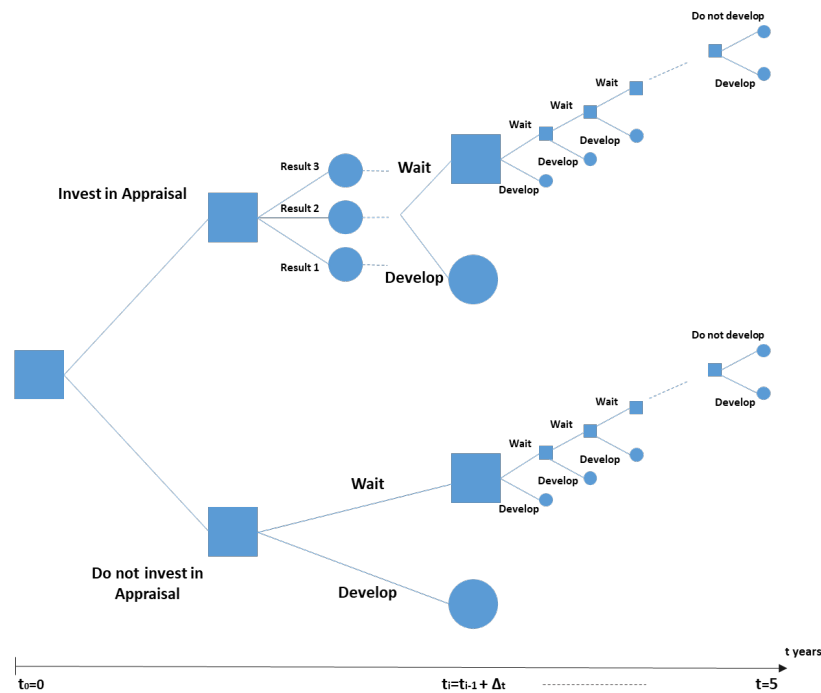 Do not develop
Wait
Develop
Wait
Wait
Develop
Wait
Develop
Develop
Result 3
Invest in Appraisal
Result 2
Result 1
Wait
Develop
Do not develop
Wait
Develop
Wait
Wait
Develop
Develop
Develop
Wait
Do not invest in
Appraisal
Develop
t years
t₀=0
tᵢ=tᵢ₋₁ + Δt
t=5